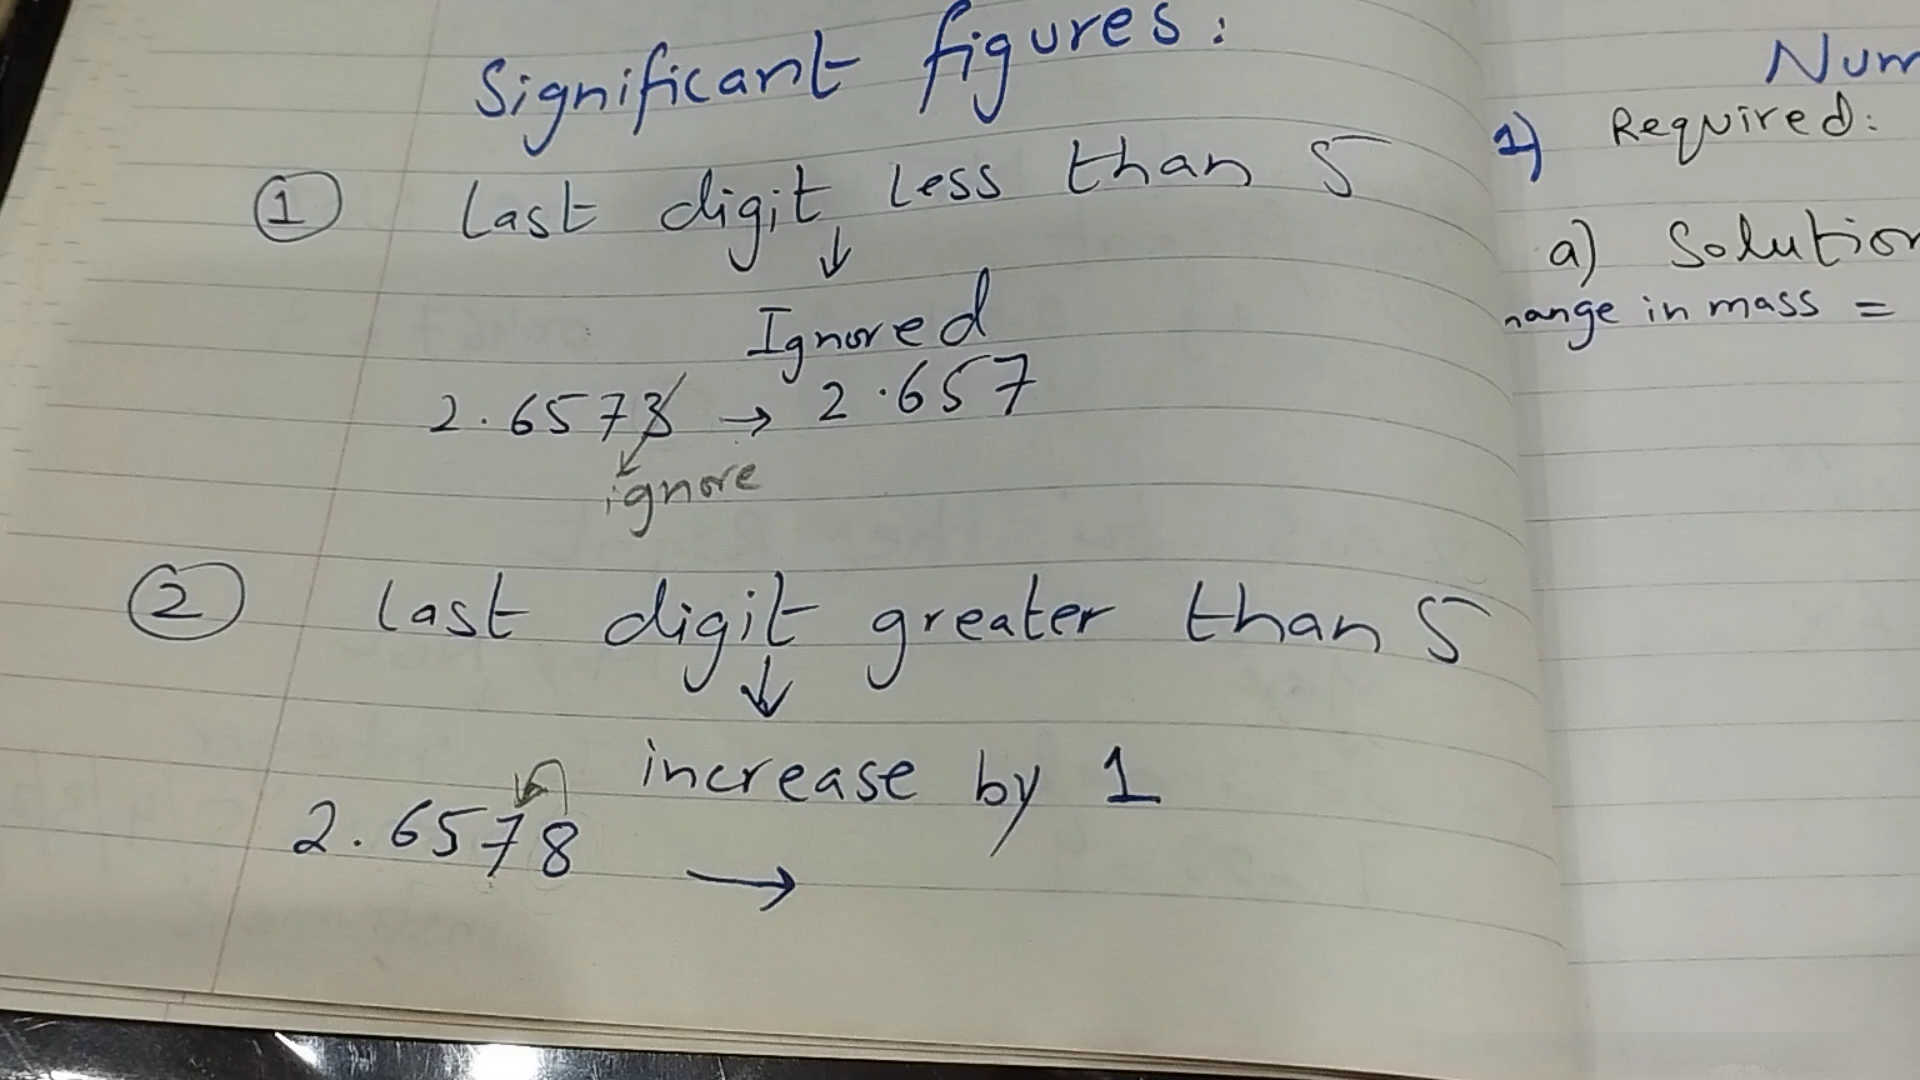 Significant figures:
① Last digit less than 5
↓
Ignored
2.6573 → 2.657
ignore
② Last digit greater than 5
↓
increase by 1
2.6578 →
Num
1) Required:
a) Solution
hange in mass =